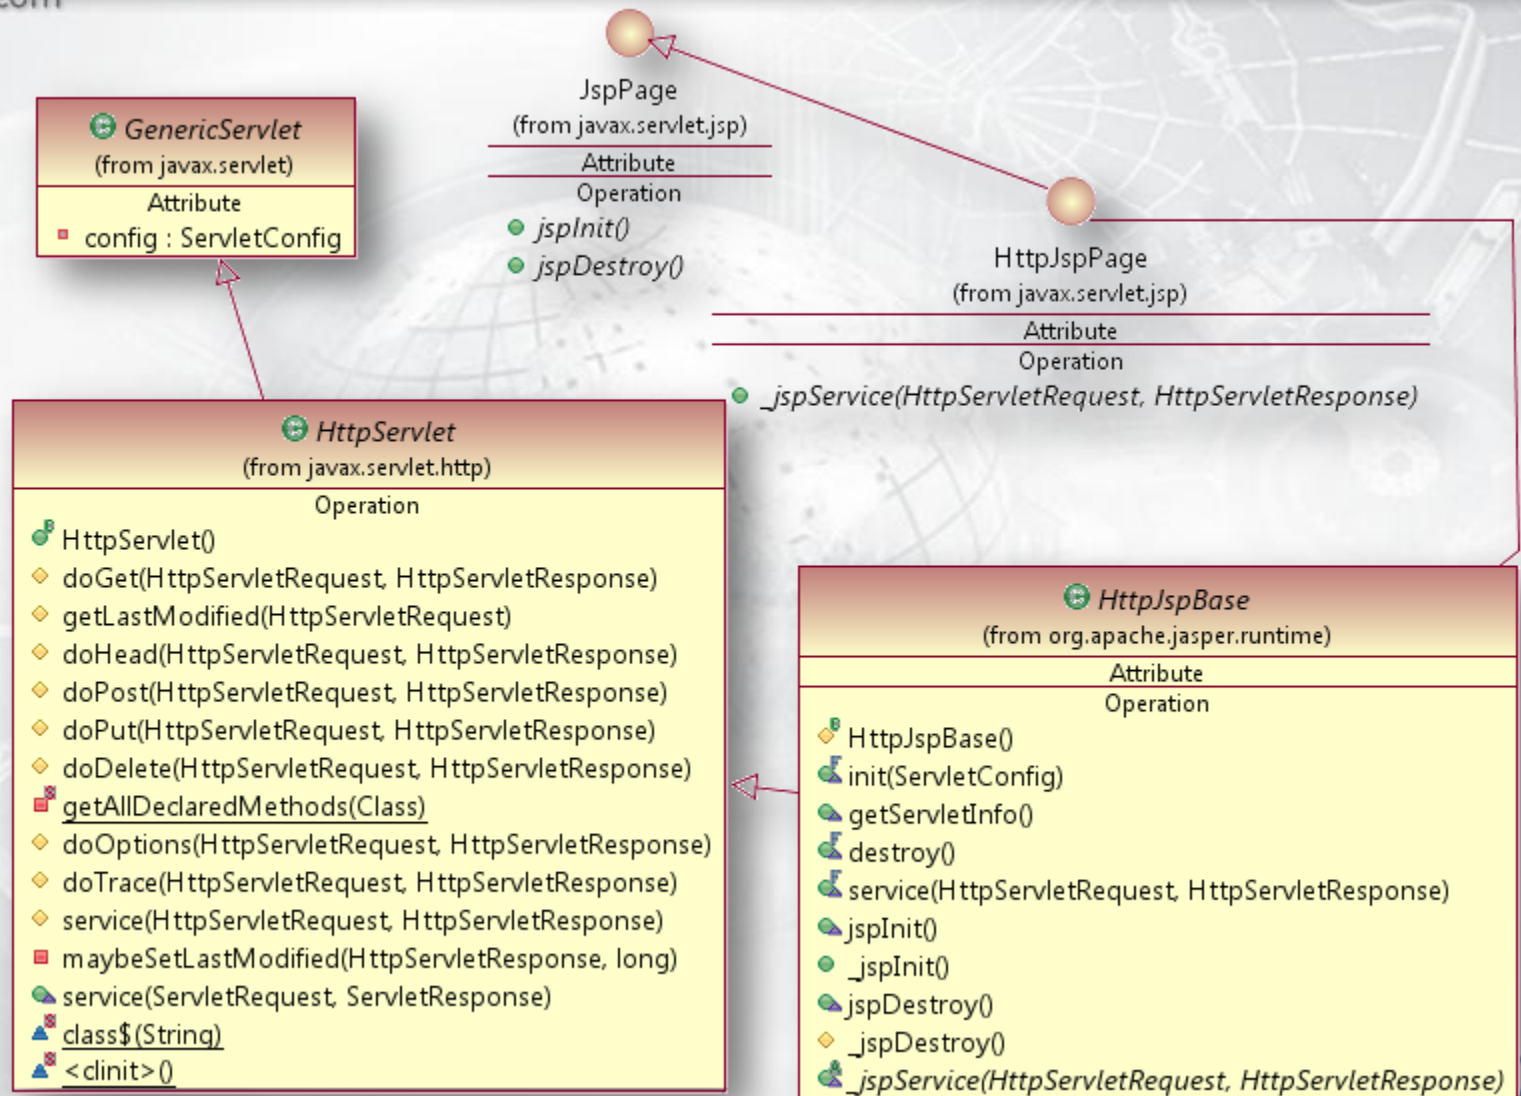 com
JspPage
(from javax.servlet.jsp)
Attribute
Operation
jspInit()
jspDestroy()
GenericServlet
(from javax.servlet)
Attribute
config : ServletConfig
HttpJspPage
(from javax.servlet.jsp)
Attribute
Operation
_jspService(HttpServletRequest, HttpServletResponse)
HttpServlet
(from javax.servlet.http)
Operation
HttpServlet()
doGet(HttpServletRequest, HttpServletResponse)
getLastModified(HttpServletRequest)
doHead(HttpServletRequest, HttpServletResponse)
doPost(HttpServletRequest, HttpServletResponse)
doPut(HttpServletRequest, HttpServletResponse)
doDelete(HttpServletRequest, HttpServletResponse)
getAllDeclaredMethods(Class)
doOptions(HttpServletRequest, HttpServletResponse)
doTrace(HttpServletRequest, HttpServletResponse)
service(HttpServletRequest, HttpServletResponse)
maybeSetLastModified(HttpServletResponse, long)
service(ServletRequest, ServletResponse)
class$(String)
<clinit>()
HttpJspBase
(from org.apache.jasper.runtime)
Attribute
Operation
HttpJspBase()
init(ServletConfig)
getServletInfo()
destroy()
service(HttpServletRequest, HttpServletResponse)
jspInit()
_jspInit()
jspDestroy()
_jspDestroy()
_jspService(HttpServletRequest, HttpServletResponse)